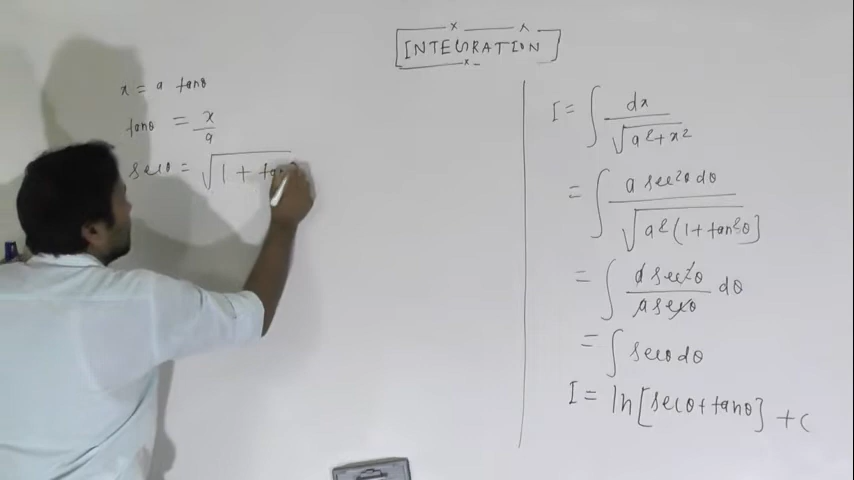 INTEGRATION
x = a tanθ
tanθ = x/a
secθ = √(1 + tan²
I = ∫ dx/√(a²+x²)
= ∫ a sec²θ dθ/√(a²(1+tan²θ))
= ∫ a sec²θ/a secθ dθ
= ∫ secθ dθ
I = ln[secθ+tanθ] + C